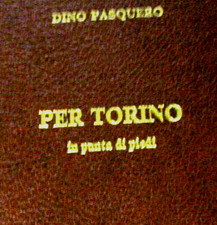 DINO PASQUERO
PER TORINO
in punta di piedi